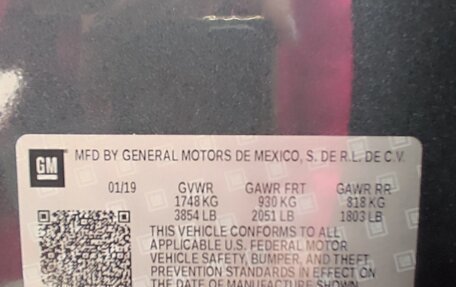 GM MFD BY GENERAL MOTORS DE MEXICO, S. DE R.L. DE C.V.
01/19 GVWR GAWR FRT GAWR RR
1748 KG 930 KG 818 KG
3854 LB 2051 LB 1803 LB
THIS VEHICLE CONFORMS TO ALL
APPLICABLE U.S. FEDERAL MOTOR
VEHICLE SAFETY, BUMPER, AND THEFT
PREVENTION STANDARDS IN EFFECT ON
THE DATE OF MANUFACTURE SHOWN